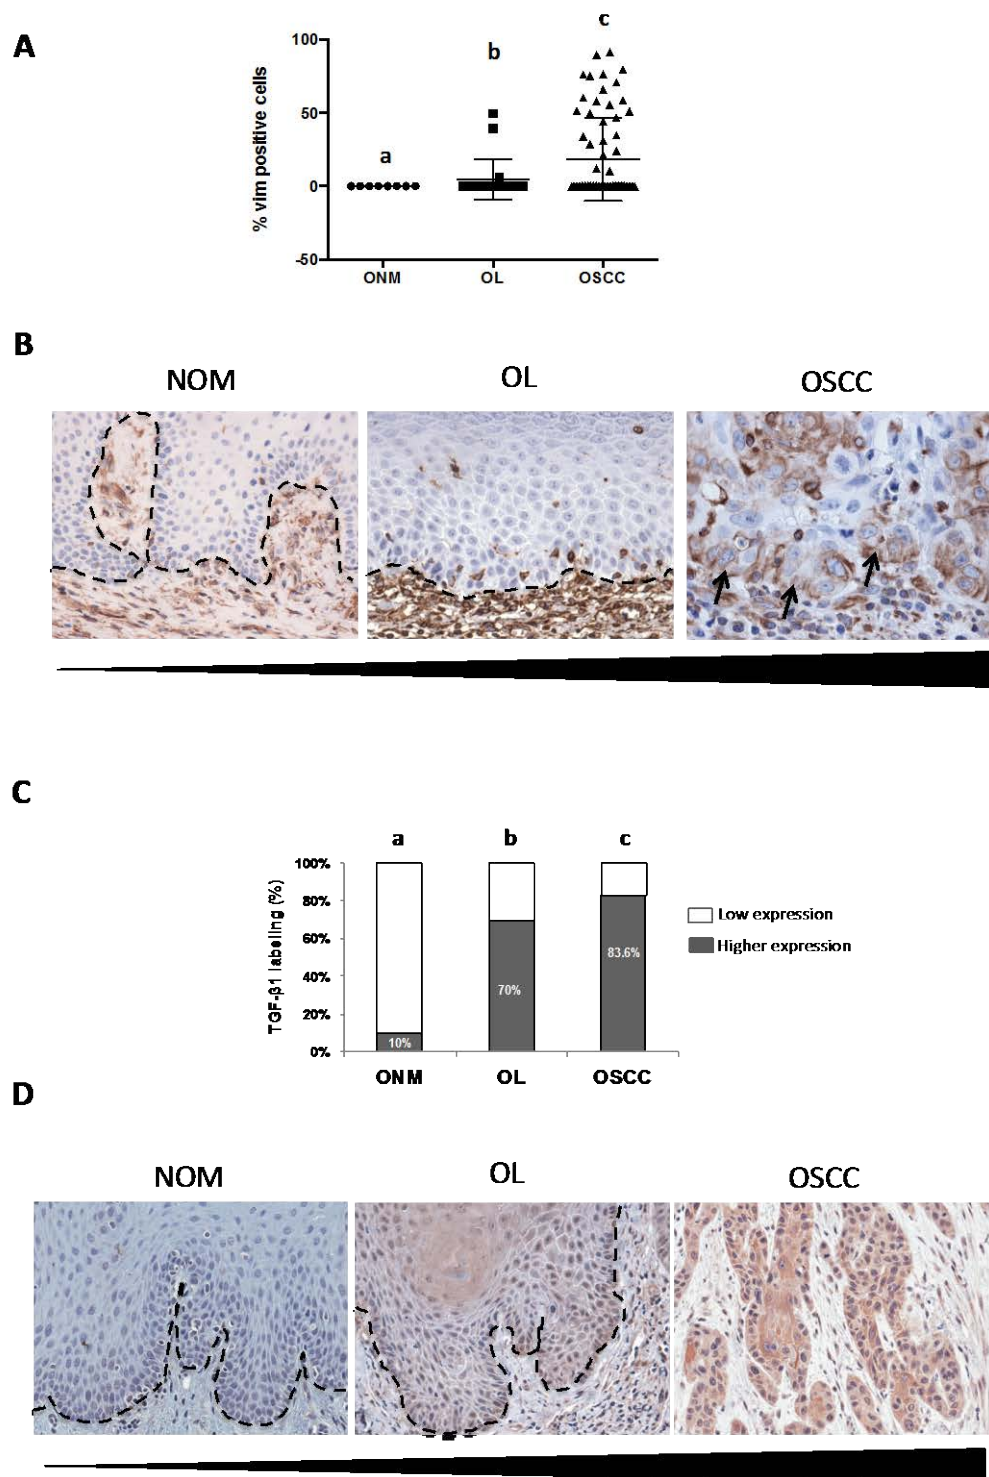 A
c
b
a
100
50
0
-50
% vim positive cells
ONM OL OSCC
B
NOM OL OSCC
C
a b c
100%
80%
60%
40%
20%
0%
TGF-β1 labeling (%)
10%
70%
83.6%
Low expression
Higher expression
ONM OL OSCC
D
NOM OL OSCC